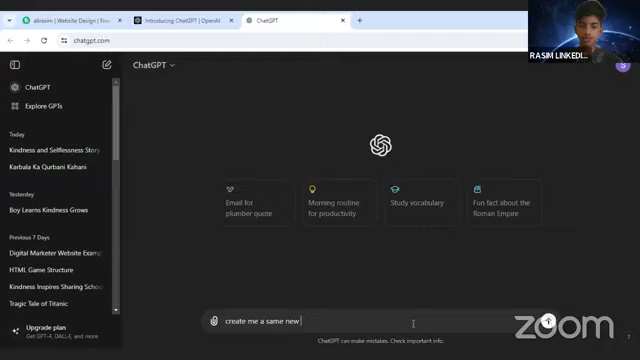 akrasim | Website Design | Fin
Introducing ChatGPT | OpenAI
ChatGPT
chatgpt.com
RASIM LINKEDI...
S
ChatGPT
ChatGPT
Explore GPTs
Today
Kindness and Selflessness Story
Karbala Ka Qurbani Kahani
Yesterday
Boy Learns Kindness Grows
Previous 7 Days
Digital Marketer Website Examp
HTML Game Structure
Kindness Inspires Sharing Schoo
Tragic Tale of Titanic
Upgrade plan
Get GPT-4, DALL·E, and more
Email for
plumber quote
Morning routine
for productivity
Study vocabulary
Fun fact about the
Roman Empire
create me a same new
ChatGPT can make mistakes. Check important info.
?
zoom